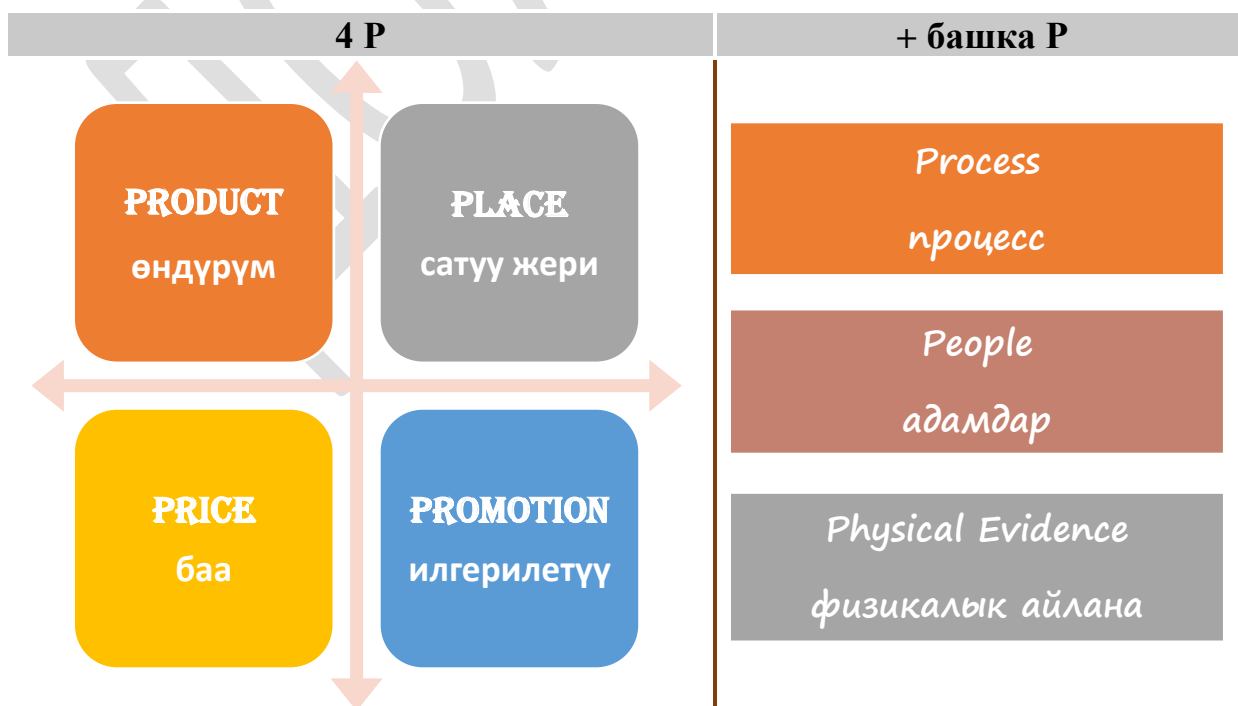 4 P
+ башка P
PRODUCT
өндүрүм
PLACE
сатуу жери
PRICE
баа
PROMOTION
илгерилетүү
Process
процесс
People
адамдар
Physical Evidence
физикалык айлана